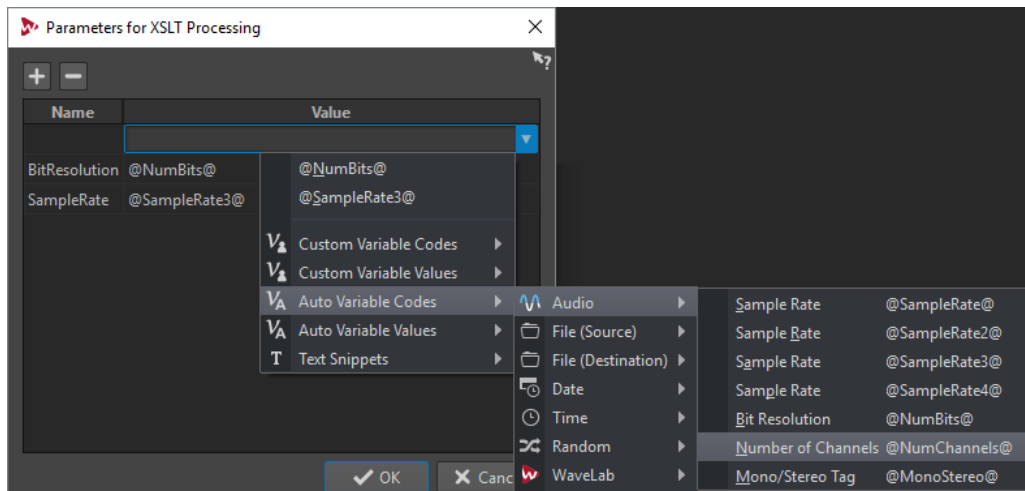 Parameters for XSLT Processing
Name Value
BitResolution @NumBits@
SampleRate @SampleRate3@
@NumBits@
@SampleRate3@
Custom Variable Codes
Custom Variable Values
Auto Variable Codes
Auto Variable Values
Text Snippets
Audio
File (Source)
File (Destination)
Date
Time
Random
WaveLab
Sample Rate @SampleRate@
Sample Rate @SampleRate2@
Sample Rate @SampleRate3@
Sample Rate @SampleRate4@
Bit Resolution @NumBits@
Number of Channels @NumChannels@
Mono/Stereo Tag @MonoStereo@
OK Canc